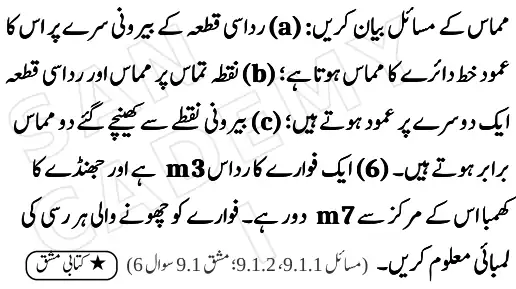 مماس کے مسائل بیان کریں: (a) رداسی قطعہ کے بیرونی سرے پر اس کا
عمود خط دائرے کا مماس ہوتا ہے؛ (b) نقطہ تماس پر مماس اور رداسی قطعہ
ایک دوسرے پر عمود ہوتے ہیں؛ (c) بیرونی نقطے سے کھینچے گئے دو مماس
برابر ہوتے ہیں۔ (6) ایک فوارے کا رداس 3m ہے اور جھنڈے کا
کھمبا اس کے مرکز سے 7m دور ہے۔ فوارے کو چھونے والی ہر رسی کی
لمبائی معلوم کریں۔ (مسائل 9.1.1، 9.1.2؛ مشق 9.1 سوال 6) ★ کتابی مشق
SAN
CADEMY